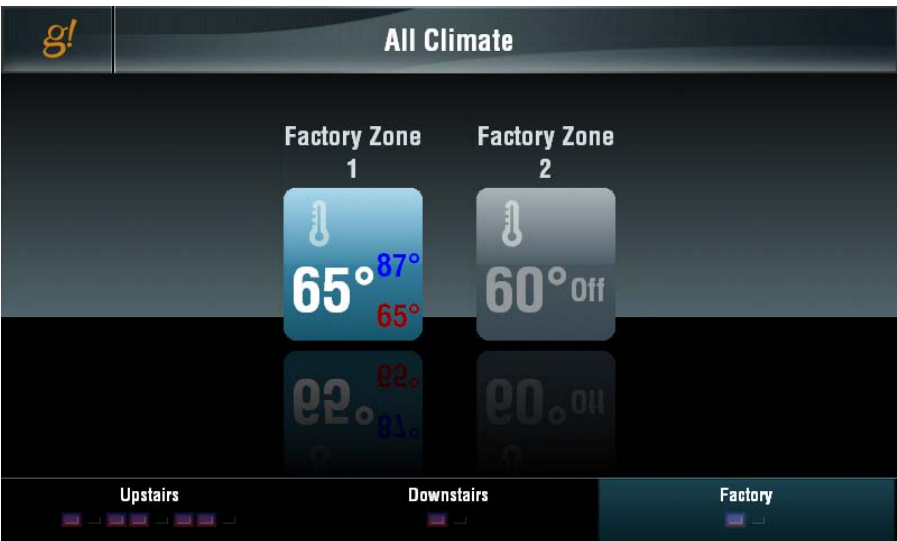 g!
All Climate
Factory Zone
1
Factory Zone
2
65°
87°
65°
60° Off
Upstairs
Downstairs
Factory